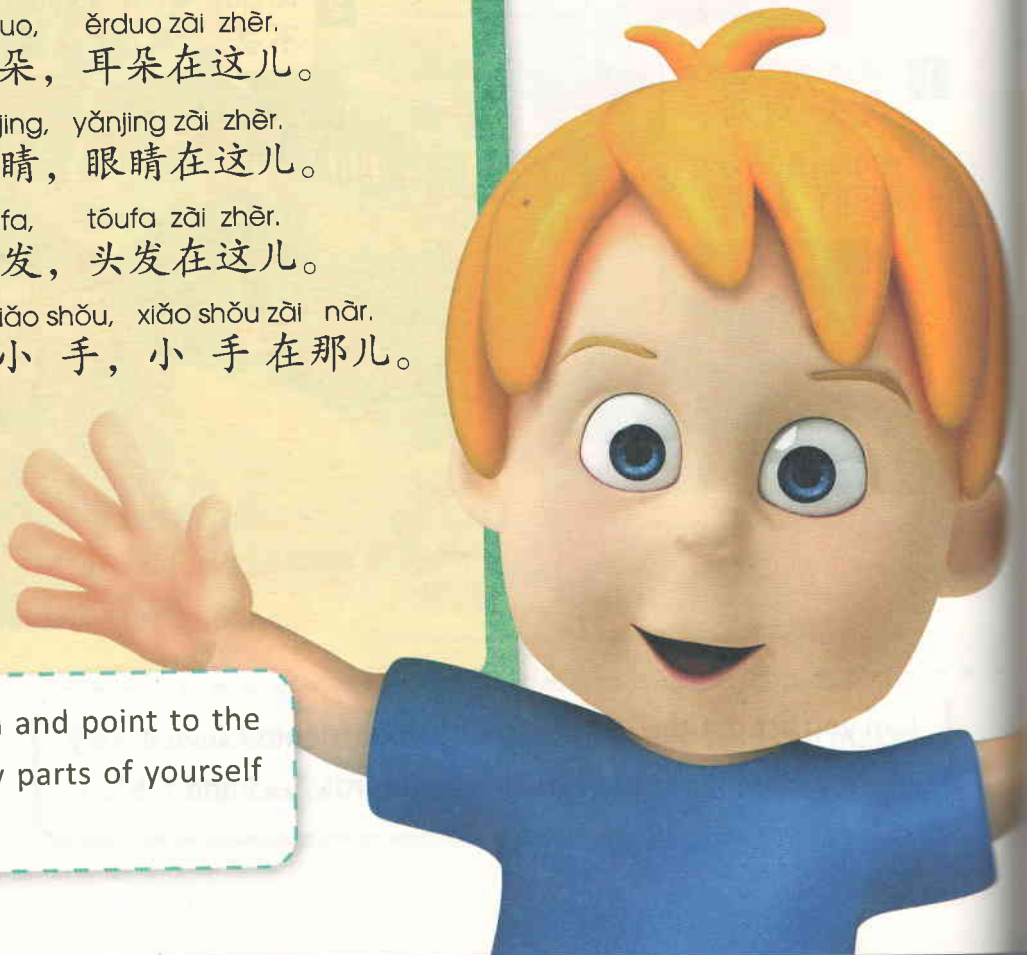 uo, ěrduo zài zhèr.
朵，耳朵在这儿。
jing, yǎnjing zài zhèr.
睛，眼睛在这儿。
fa, tóufa zài zhèr.
发，头发在这儿。
iǎo shǒu, xiǎo shǒu zài nàr.
小 手，小 手 在那儿。
and point to the
parts of yourself